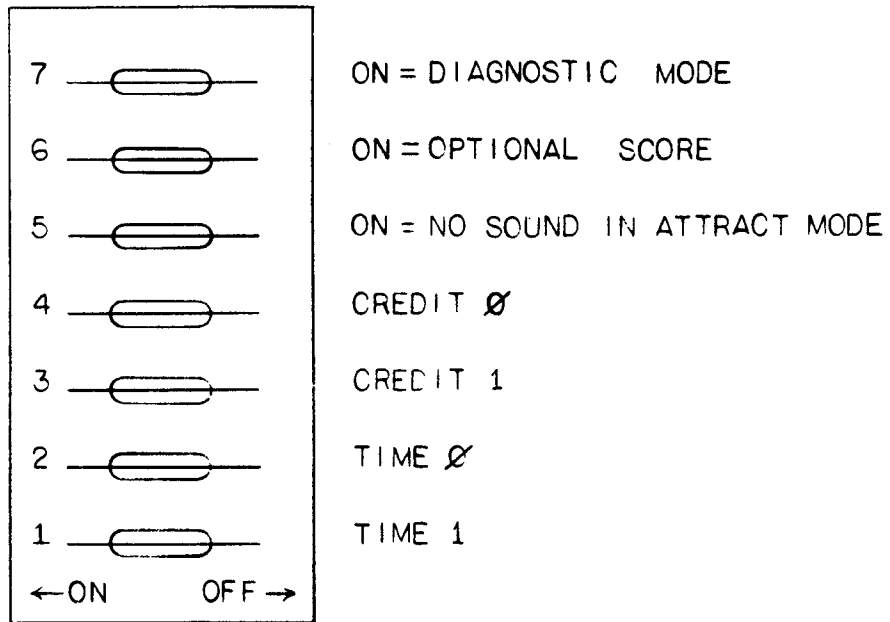 7 ON = DIAGNOSTIC MODE
6 ON = OPTIONAL SCORE
5 ON = NO SOUND IN ATTRACT MODE
4 CREDIT Ø
3 CREDIT 1
2 TIME Ø
1 TIME 1
←ON OFF→